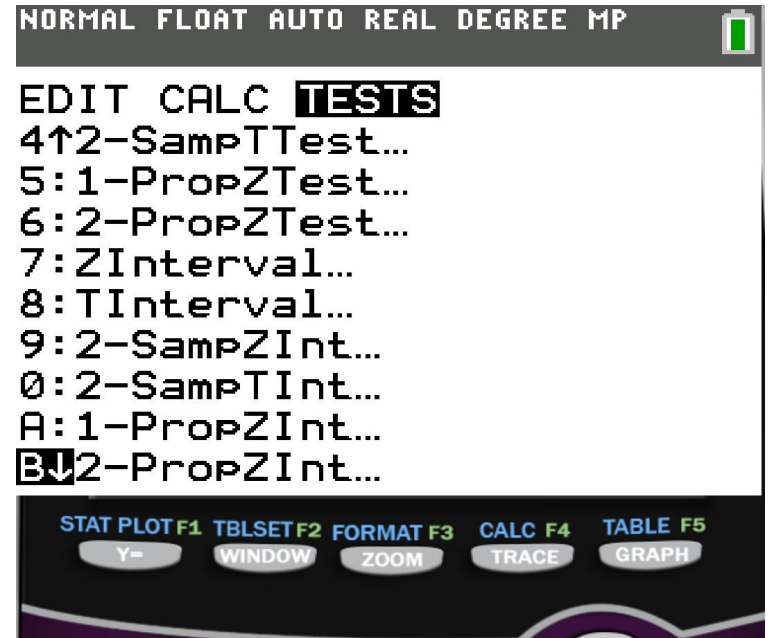 NORMAL FLOAT AUTO REAL DEGREE MP
EDIT CALC TESTS
4↑2-SampTTest…
5:1-PropZTest…
6:2-PropZTest…
7:ZInterval…
8:TInterval…
9:2-SampZInt…
0:2-SampTInt…
A:1-PropZInt…
B↓2-PropZInt…
STAT PLOT F1 TBLSET F2 FORMAT F3 CALC F4 TABLE F5
Y= WINDOW ZOOM TRACE GRAPH